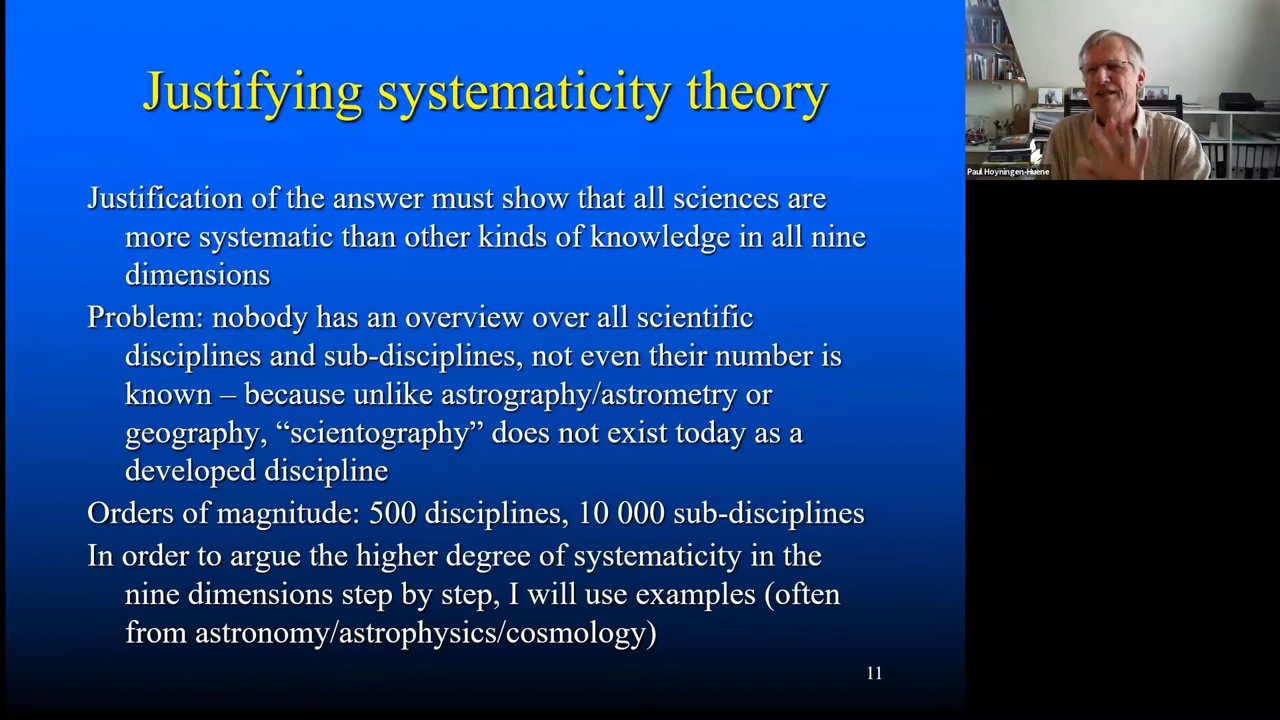 Justifying systematicity theory
Justification of the answer must show that all sciences are
more systematic than other kinds of knowledge in all nine
dimensions
Problem: nobody has an overview over all scientific
disciplines and sub-disciplines, not even their number is
known – because unlike astrography/astrometry or
geography, “scientography” does not exist today as a
developed discipline
Orders of magnitude: 500 disciplines, 10 000 sub-disciplines
In order to argue the higher degree of systematicity in the
nine dimensions step by step, I will use examples (often
from astronomy/astrophysics/cosmology)
11
Paul Hoyningen-Huene